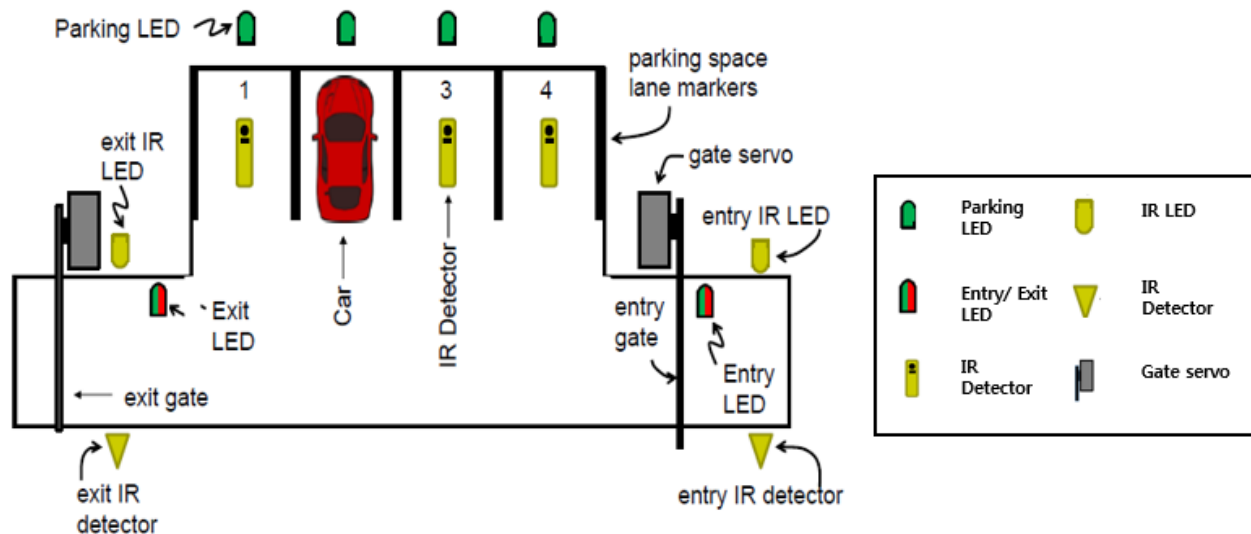 Parking LED
parking space
lane markers
1
3
4
exit IR
LED
gate servo
entry IR LED
Exit
LED
Car
IR Detector
entry
gate
Entry
LED
exit gate
exit IR
detector
entry IR detector
Parking
LED
IR LED
Entry/ Exit
LED
IR
Detector
IR
Detector
Gate servo